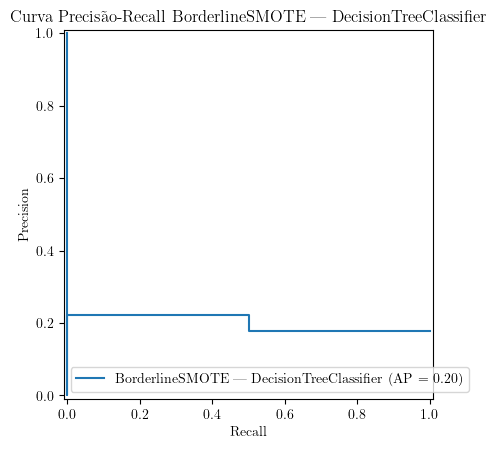 Curva Precisão-Recall BorderlineSMOTE — DecisionTreeClassifier
1.0
0.8
0.6
0.4
0.2
0.0
Precision
BorderlineSMOTE — DecisionTreeClassifier (AP = 0.20)
0.0 0.2 0.4 0.6 0.8 1.0
Recall